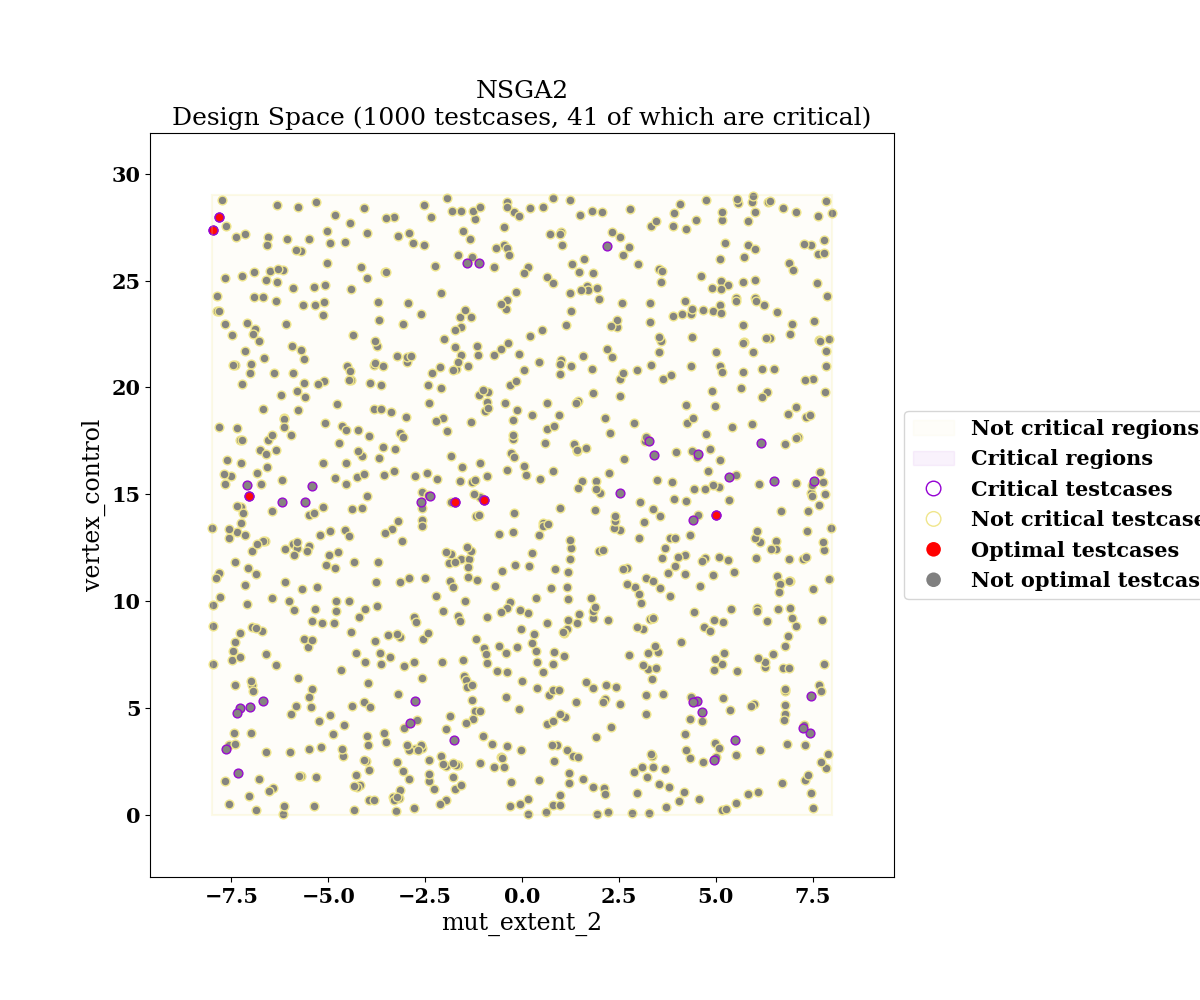 NSGA2
Design Space (1000 testcases, 41 of which are critical)
30
25
20
15
10
5
0
vertex_control
−7.5
−5.0
−2.5
0.0
2.5
5.0
7.5
mut_extent_2
Not critical regions
Critical regions
Critical testcases
Not critical testcase
Optimal testcases
Not optimal testcas